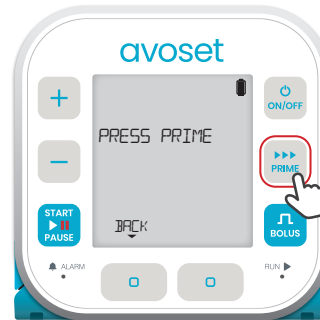 avoset
ON/OFF
PRESS PRIME
PRIME
START
PAUSE
BACK
BOLUS
ALARM
RUN